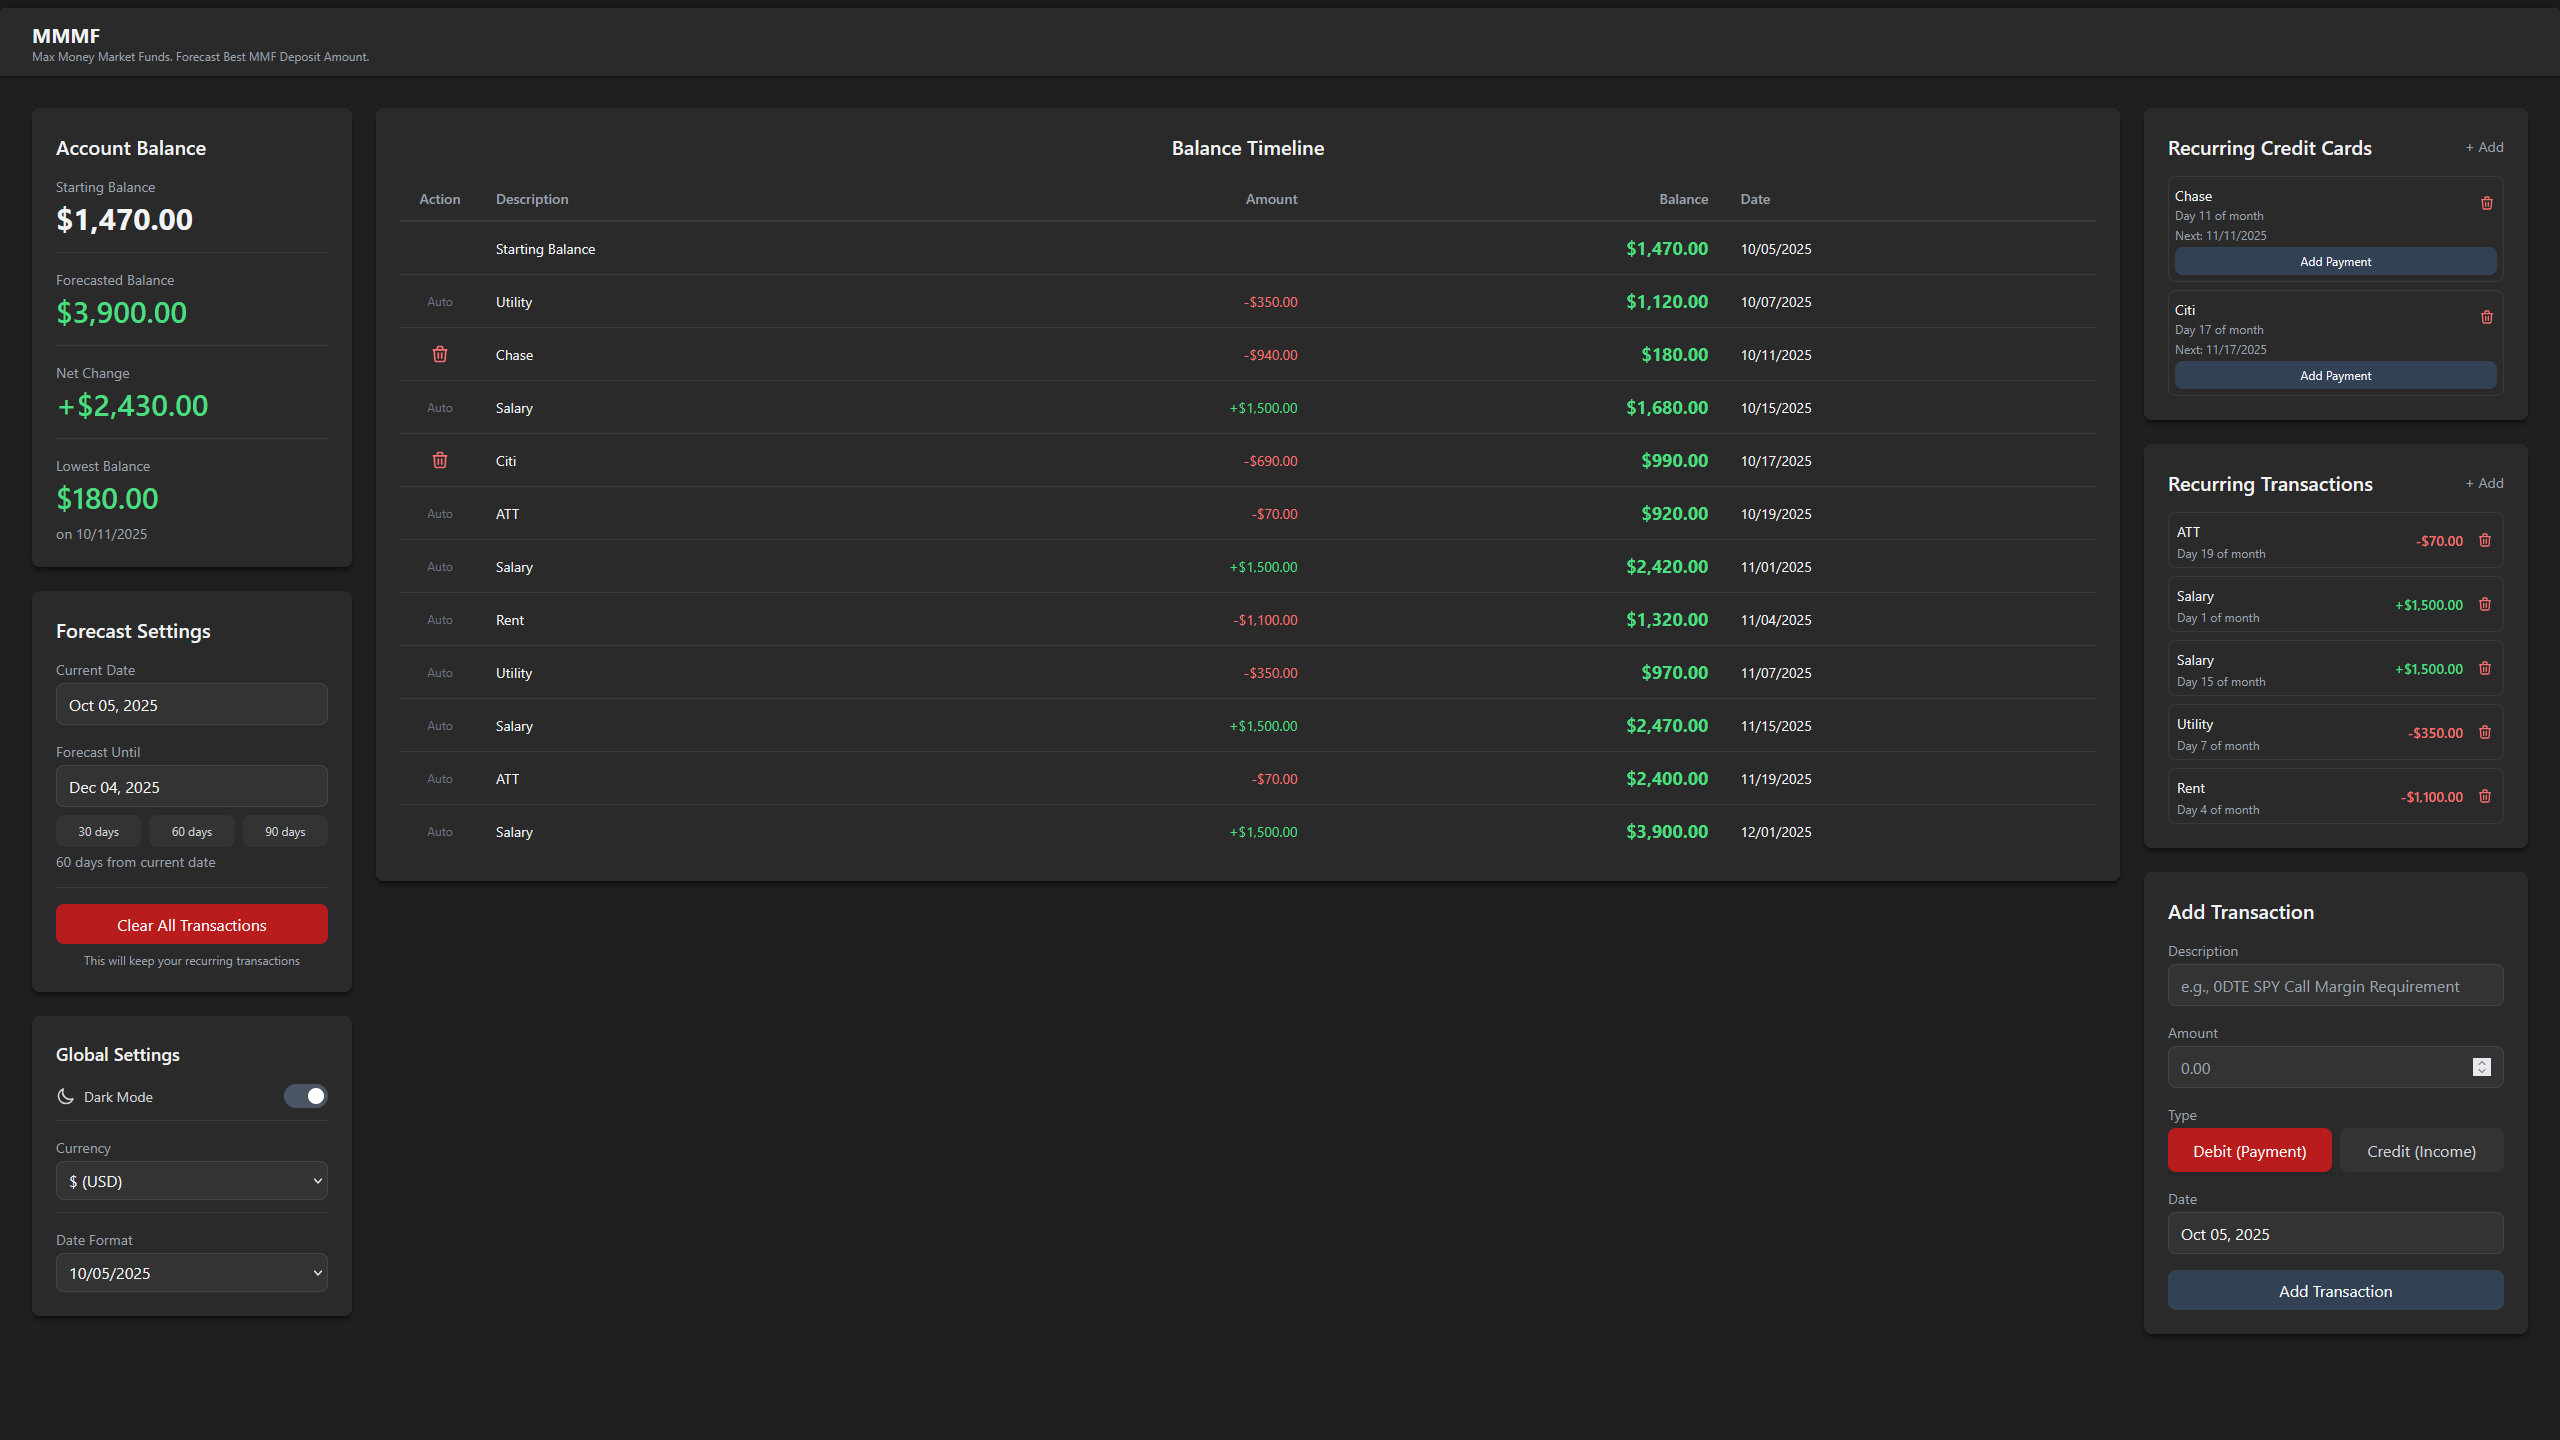 MMMF
Max Money Market Funds. Forecast Best MMF Deposit Amount.
Account Balance
Starting Balance
$1,470.00
Forecasted Balance
$3,900.00
Net Change
+$2,430.00
Lowest Balance
$180.00
on 10/11/2025
Forecast Settings
Current Date
Oct 05, 2025
Forecast Until
Dec 04, 2025
30 days 60 days 90 days
60 days from current date
Clear All Transactions
This will keep your recurring transactions
Global Settings
Dark Mode
Currency
$ (USD)
Date Format
10/05/2025
Balance Timeline
Action Description Amount Balance Date
Starting Balance $1,470.00 10/05/2025
Auto Utility -$350.00 $1,120.00 10/07/2025
Chase -$940.00 $180.00 10/11/2025
Auto Salary +$1,500.00 $1,680.00 10/15/2025
Citi -$690.00 $990.00 10/17/2025
Auto ATT -$70.00 $920.00 10/19/2025
Auto Salary +$1,500.00 $2,420.00 11/01/2025
Auto Rent -$1,100.00 $1,320.00 11/04/2025
Auto Utility -$350.00 $970.00 11/07/2025
Auto Salary +$1,500.00 $2,470.00 11/15/2025
Auto ATT -$70.00 $2,400.00 11/19/2025
Auto Salary +$1,500.00 $3,900.00 12/01/2025
Recurring Credit Cards + Add
Chase
Day 11 of month
Next: 11/11/2025
Add Payment
Citi
Day 17 of month
Next: 11/17/2025
Add Payment
Recurring Transactions + Add
ATT
Day 19 of month
-$70.00
Salary
Day 1 of month
+$1,500.00
Salary
Day 15 of month
+$1,500.00
Utility
Day 7 of month
-$350.00
Rent
Day 4 of month
-$1,100.00
Add Transaction
Description
e.g., 0DTE SPY Call Margin Requirement
Amount
0.00
Type
Debit (Payment) Credit (Income)
Date
Oct 05, 2025
Add Transaction